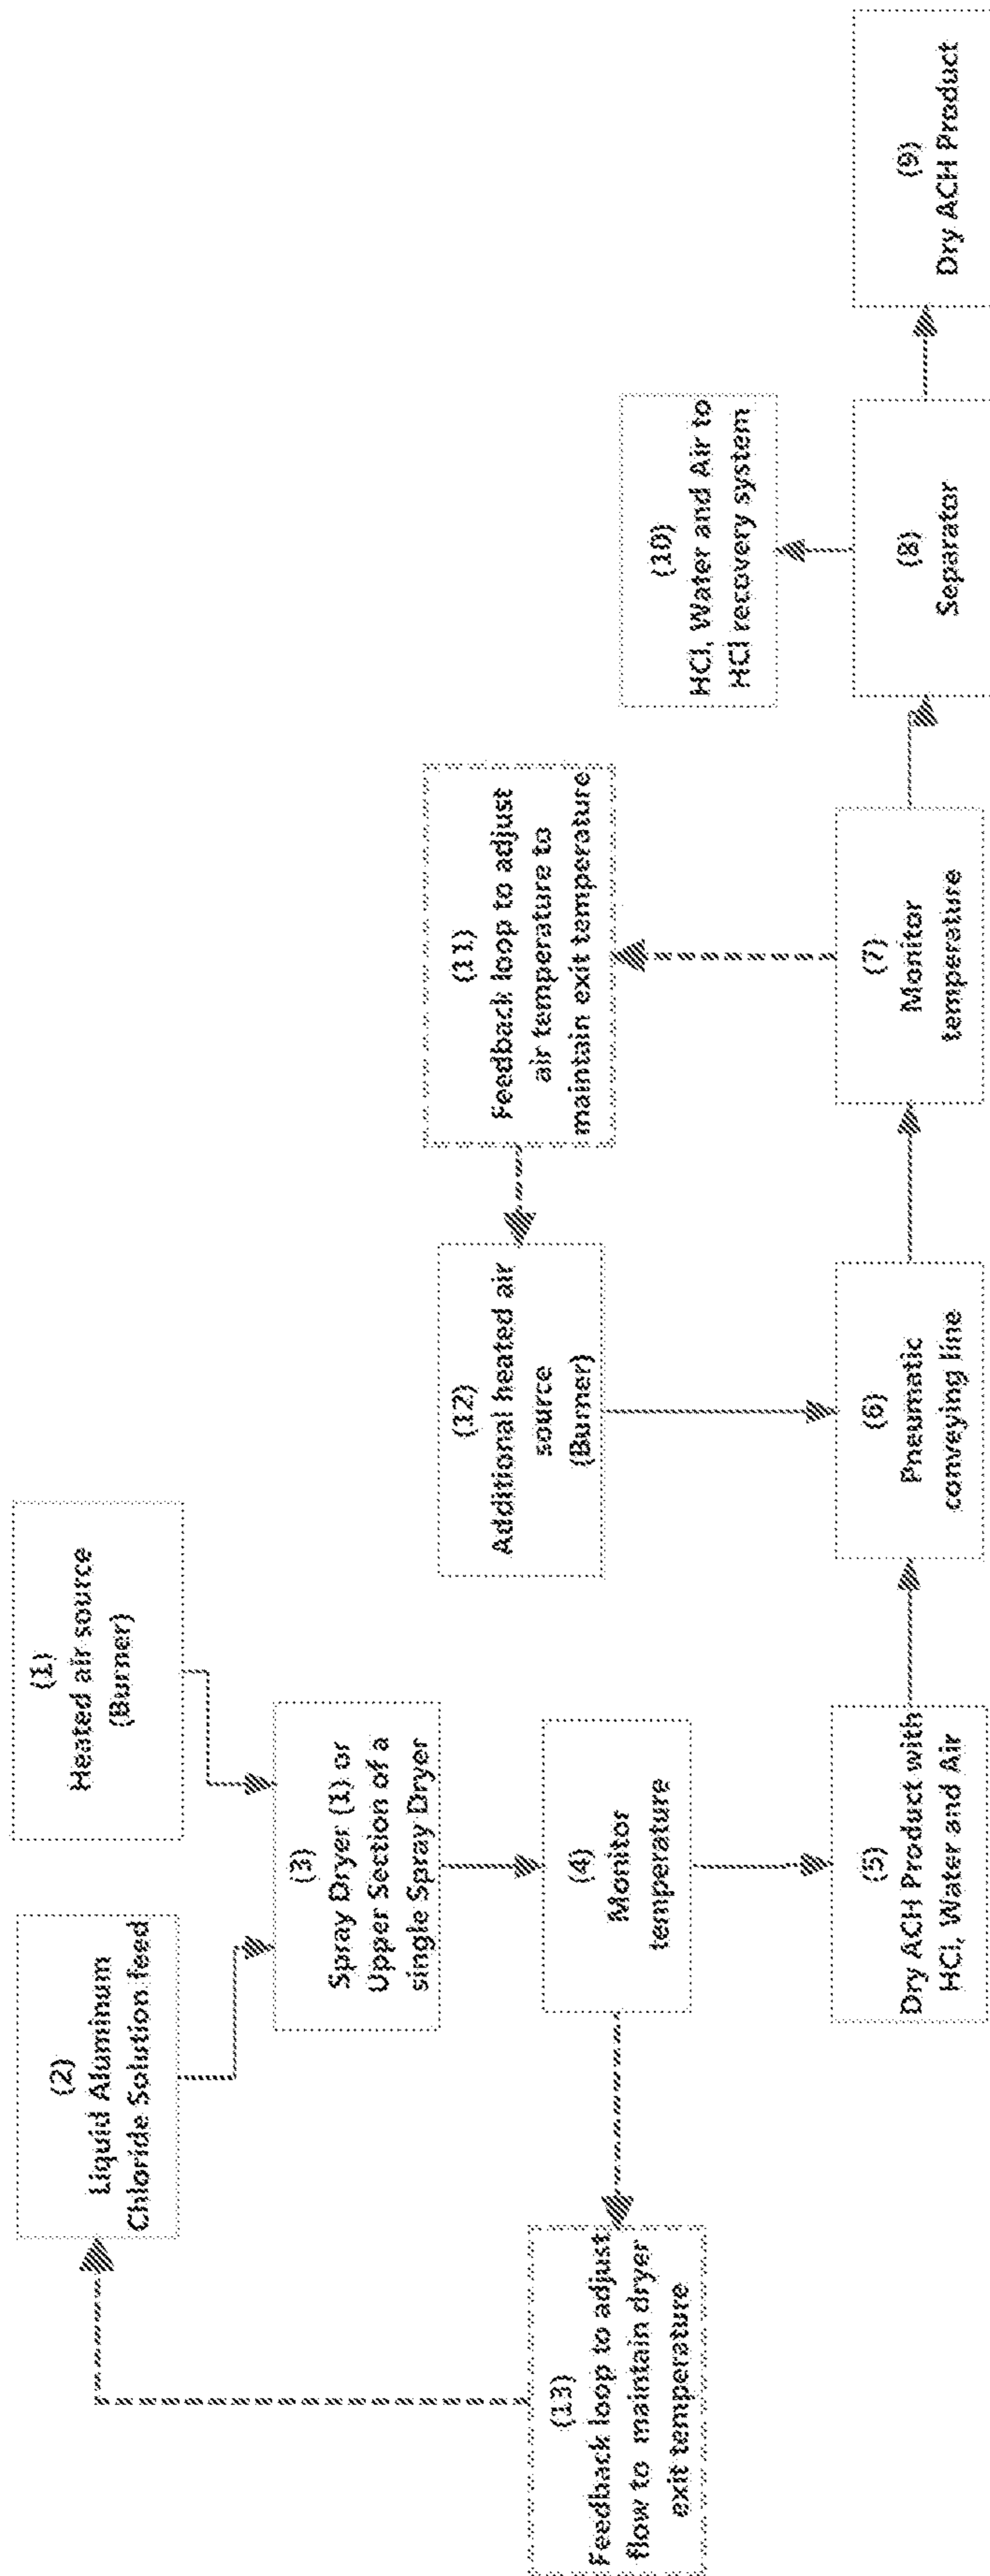 (1)
Heated air source
(Burner)
(2)
Liquid Aluminum
Chloride Solution feed
(3)
Spray Dryer (1) or
Upper Section of a
single Spray Dryer
(4)
Monitor
temperature
(13)
Feedback loop to adjust
flow to maintain dryer
exit temperature
(5)
Dry ACH Product with
HCl, Water and Air
(6)
Pneumatic
conveying line
(12)
Additional heated air
source
(Burner)
(11)
Feedback loop to adjust
air temperature to
maintain exit temperature
(7)
Monitor
temperature
(8)
Separator
(10)
HCl, Water and Air to
HCl recovery system
(9)
Dry ACH Product